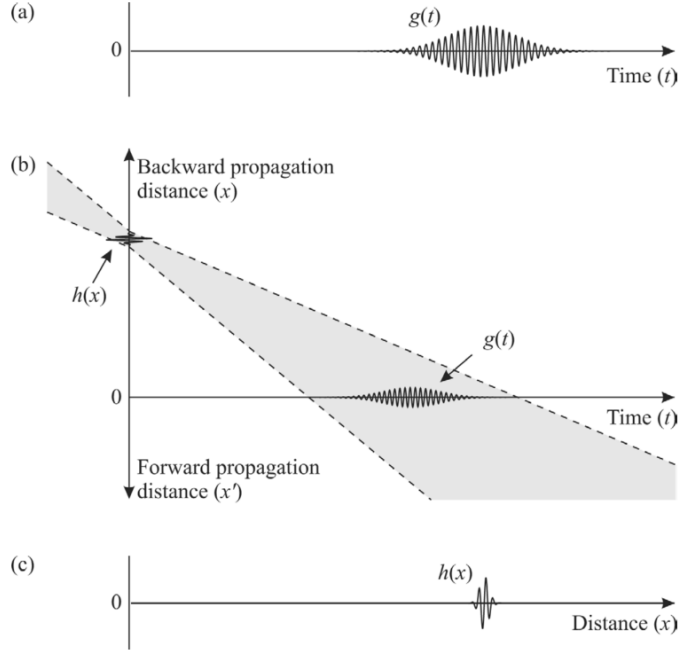 (a)
g(t)
0
Time (t)
(b)
Backward propagation
distance (x)
h(x)
g(t)
0
Time (t)
Forward propagation
distance (x′)
(c)
h(x)
0
Distance (x)